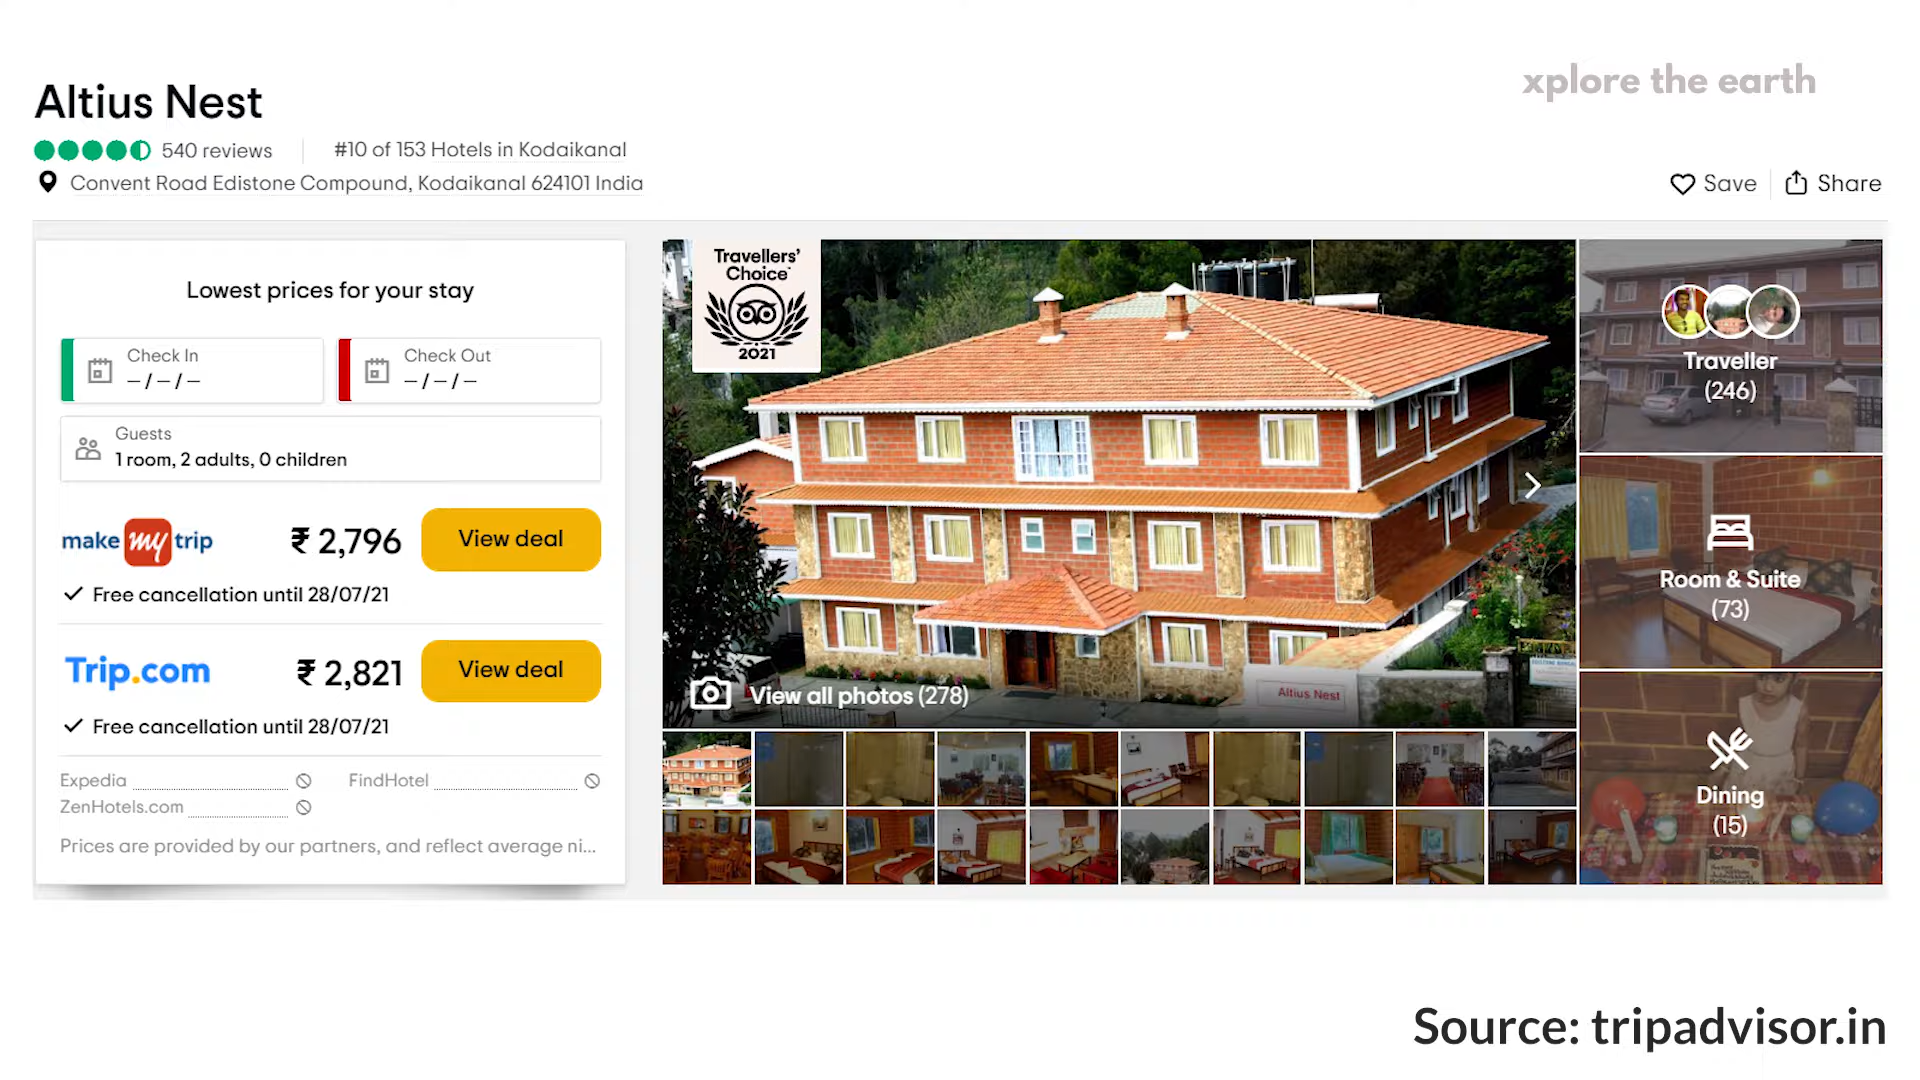 xplore the earth
Altius Nest
540 reviews
#10 of 153 Hotels in Kodaikanal
Convent Road Edistone Compound, Kodaikanal 624101 India
Save
Share
Lowest prices for your stay
Check In
– / – / –
Check Out
– / – / –
Guests
1 room, 2 adults, 0 children
make my trip
₹ 2,796
View deal
Free cancellation until 28/07/21
Trip.com
₹ 2,821
View deal
Free cancellation until 28/07/21
Expedia
FindHotel
ZenHotels.com
Prices are provided by our partners, and reflect average ni...
Travellers'
Choice
2021
Altius Nest
View all photos (278)
Traveller
(246)
Room & Suite
(73)
Dining
(15)
Source: tripadvisor.in